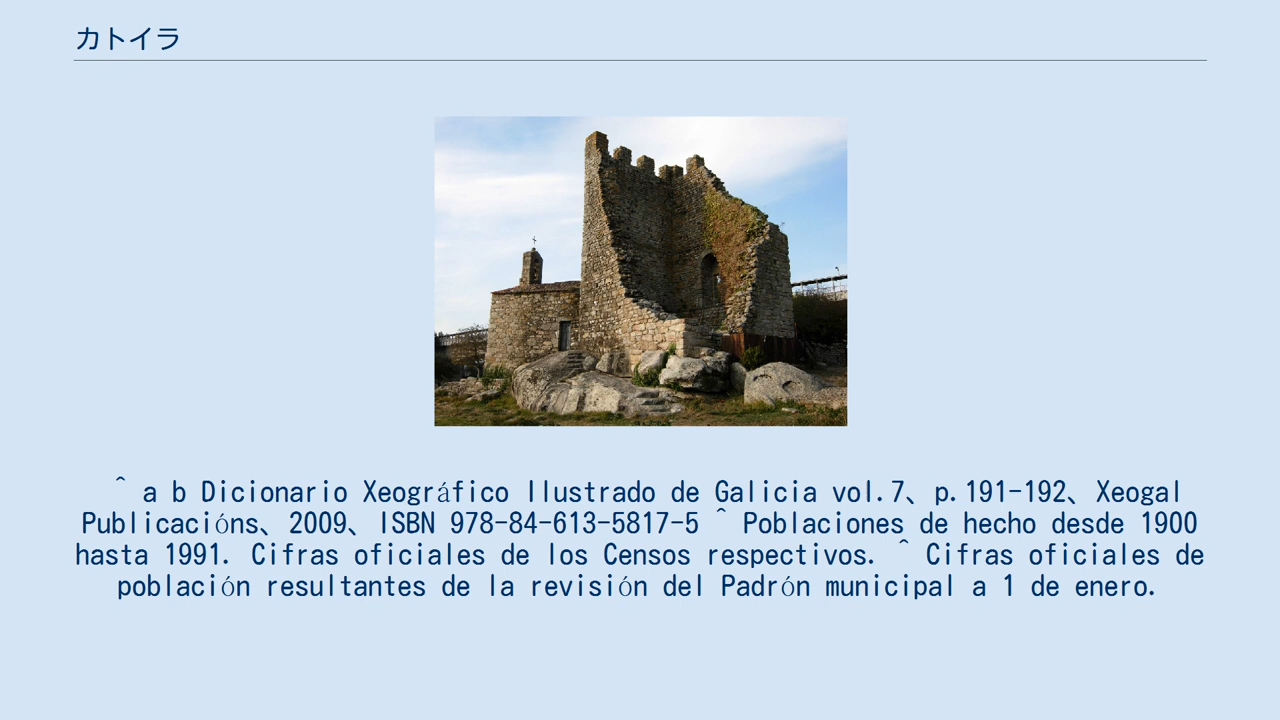 カトイラ
^ a b Dicionario Xeográfico Ilustrado de Galicia vol.7、p.191-192、Xeogal
Publicacións、2009、ISBN 978-84-613-5817-5 ^ Poblaciones de hecho desde 1900
hasta 1991. Cifras oficiales de los Censos respectivos. ^ Cifras oficiales de
población resultantes de la revisión del Padrón municipal a 1 de enero.